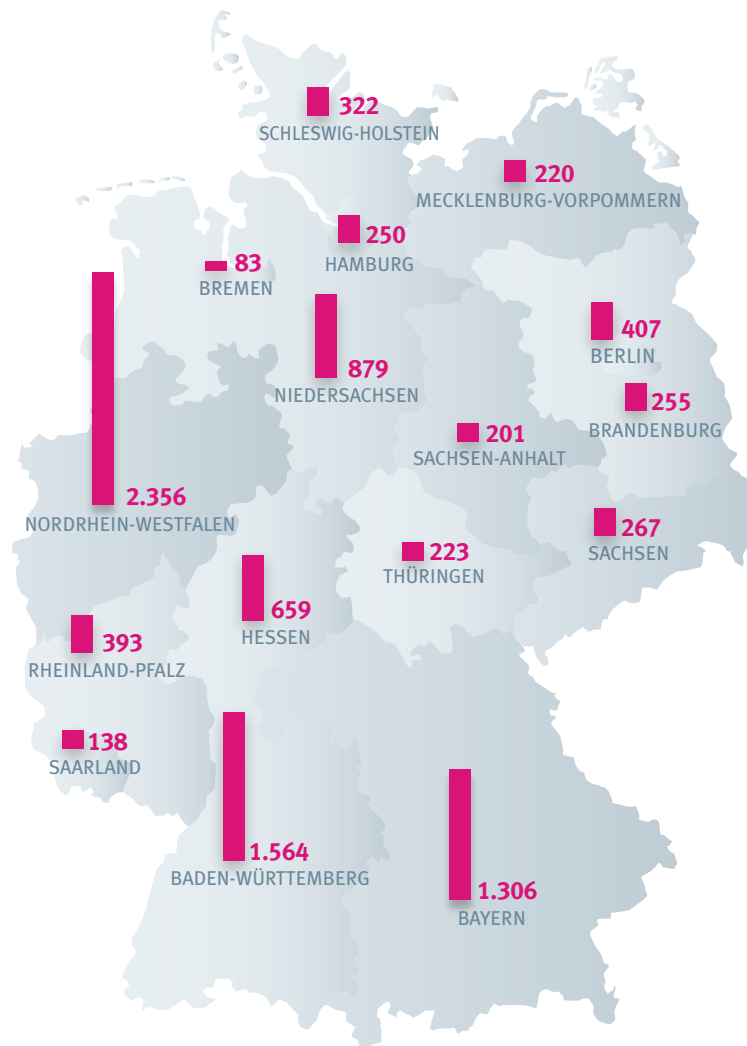 322
SCHLESWIG-HOLSTEIN
220
MECKLENBURG-VORPOMMERN
250
HAMBURG
83
BREMEN
407
BERLIN
879
NIEDERSACHSEN
255
BRANDENBURG
201
SACHSEN-ANHALT
2.356
NORDRHEIN-WESTFALEN
267
SACHSEN
223
THÜRINGEN
659
HESSEN
393
RHEINLAND-PFALZ
138
SAARLAND
1.564
BADEN-WÜRTTEMBERG
1.306
BAYERN